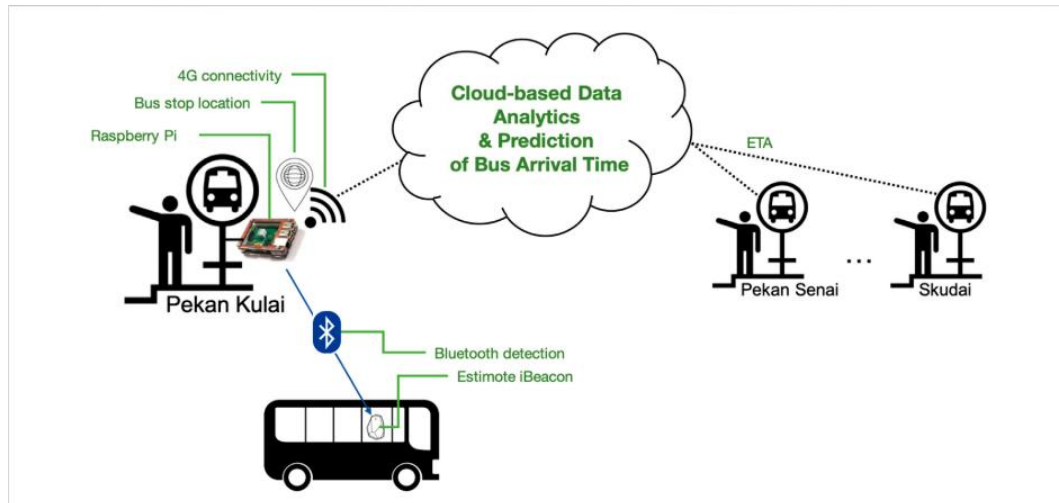 4G connectivity
Bus stop location
Raspberry Pi
Cloud-based Data
Analytics
& Prediction
of Bus Arrival Time
ETA
Pekan Kulai
Pekan Senai
...
Skudai
Bluetooth detection
Estimote iBeacon